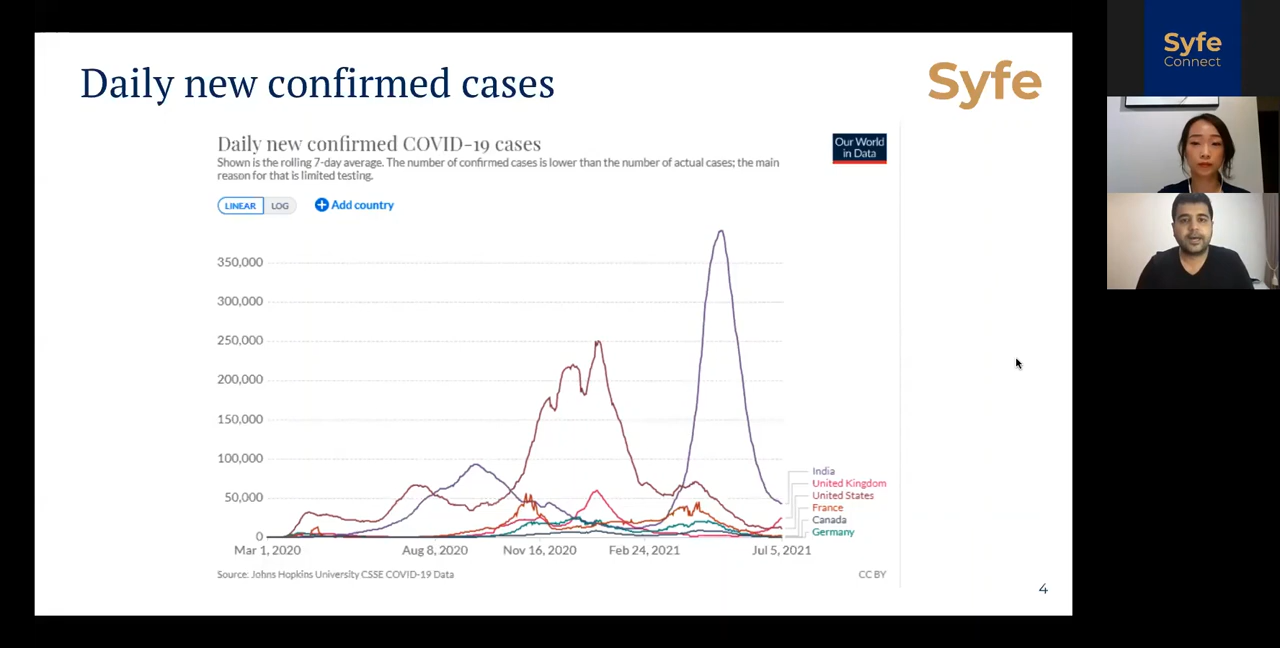 Daily new confirmed cases
Syfe
Syfe
Connect
Daily new confirmed COVID-19 cases
Shown is the rolling 7-day average. The number of confirmed cases is lower than the number of actual cases; the main
reason for that is limited testing.
Our World
in Data
LINEAR LOG Add country
350,000
300,000
250,000
200,000
150,000
100,000
50,000
0
India
United Kingdom
United States
France
Canada
Germany
Mar 1, 2020 Aug 8, 2020 Nov 16, 2020 Feb 24, 2021 Jul 5, 2021
Source: Johns Hopkins University CSSE COVID-19 Data CC BY
4